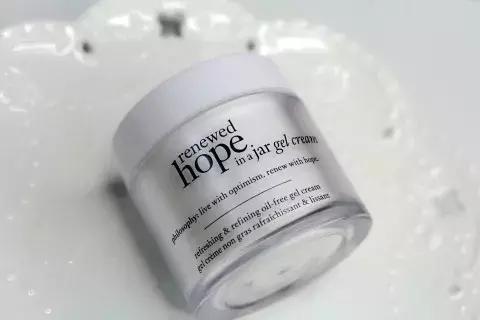 renewed
hope
in a jar gel cream
philosophy: live with optimism. renew with hope.
refreshing & refining oil-free gel cream
gel crème non gras rafraîchissant & lissant